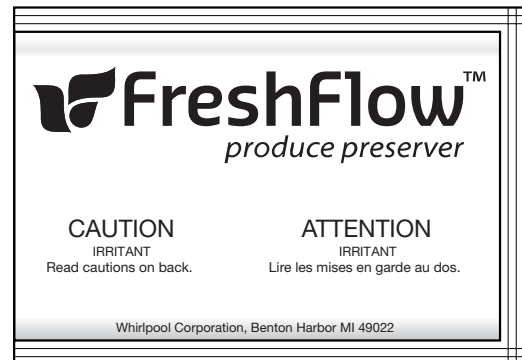 FreshFlow™
produce preserver
CAUTION
IRRITANT
Read cautions on back.
ATTENTION
IRRITANT
Lire les mises en garde au dos.
Whirlpool Corporation, Benton Harbor MI 49022